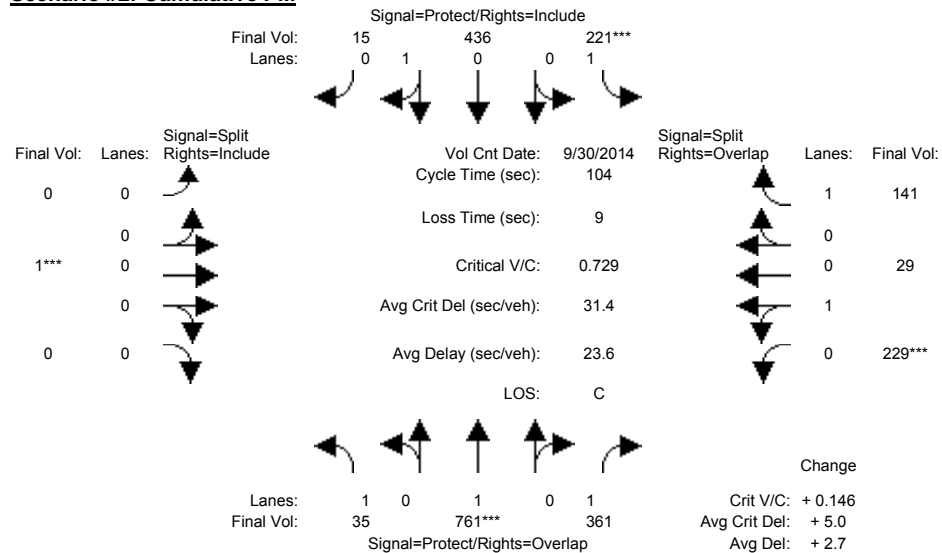 Signal=Protect/Rights=Include
Final Vol: 15 436 221***
Lanes: 0 1 0 0 1
Signal=Split
Final Vol: Lanes: Rights=Include
Vol Cnt Date: 9/30/2014
Signal=Split
Rights=Overlap Lanes: Final Vol:
Cycle Time (sec): 104
0 0
1 141
Loss Time (sec): 9
0
0
1*** 0
Critical V/C: 0.729
0 29
0
Avg Crit Del (sec/veh): 31.4
1
0 0
Avg Delay (sec/veh): 23.6
0 229***
LOS: C
Change
Lanes: 1 0 1 0 1
Crit V/C: + 0.146
Final Vol: 35 761*** 361
Avg Crit Del: + 5.0
Signal=Protect/Rights=Overlap
Avg Del: + 2.7